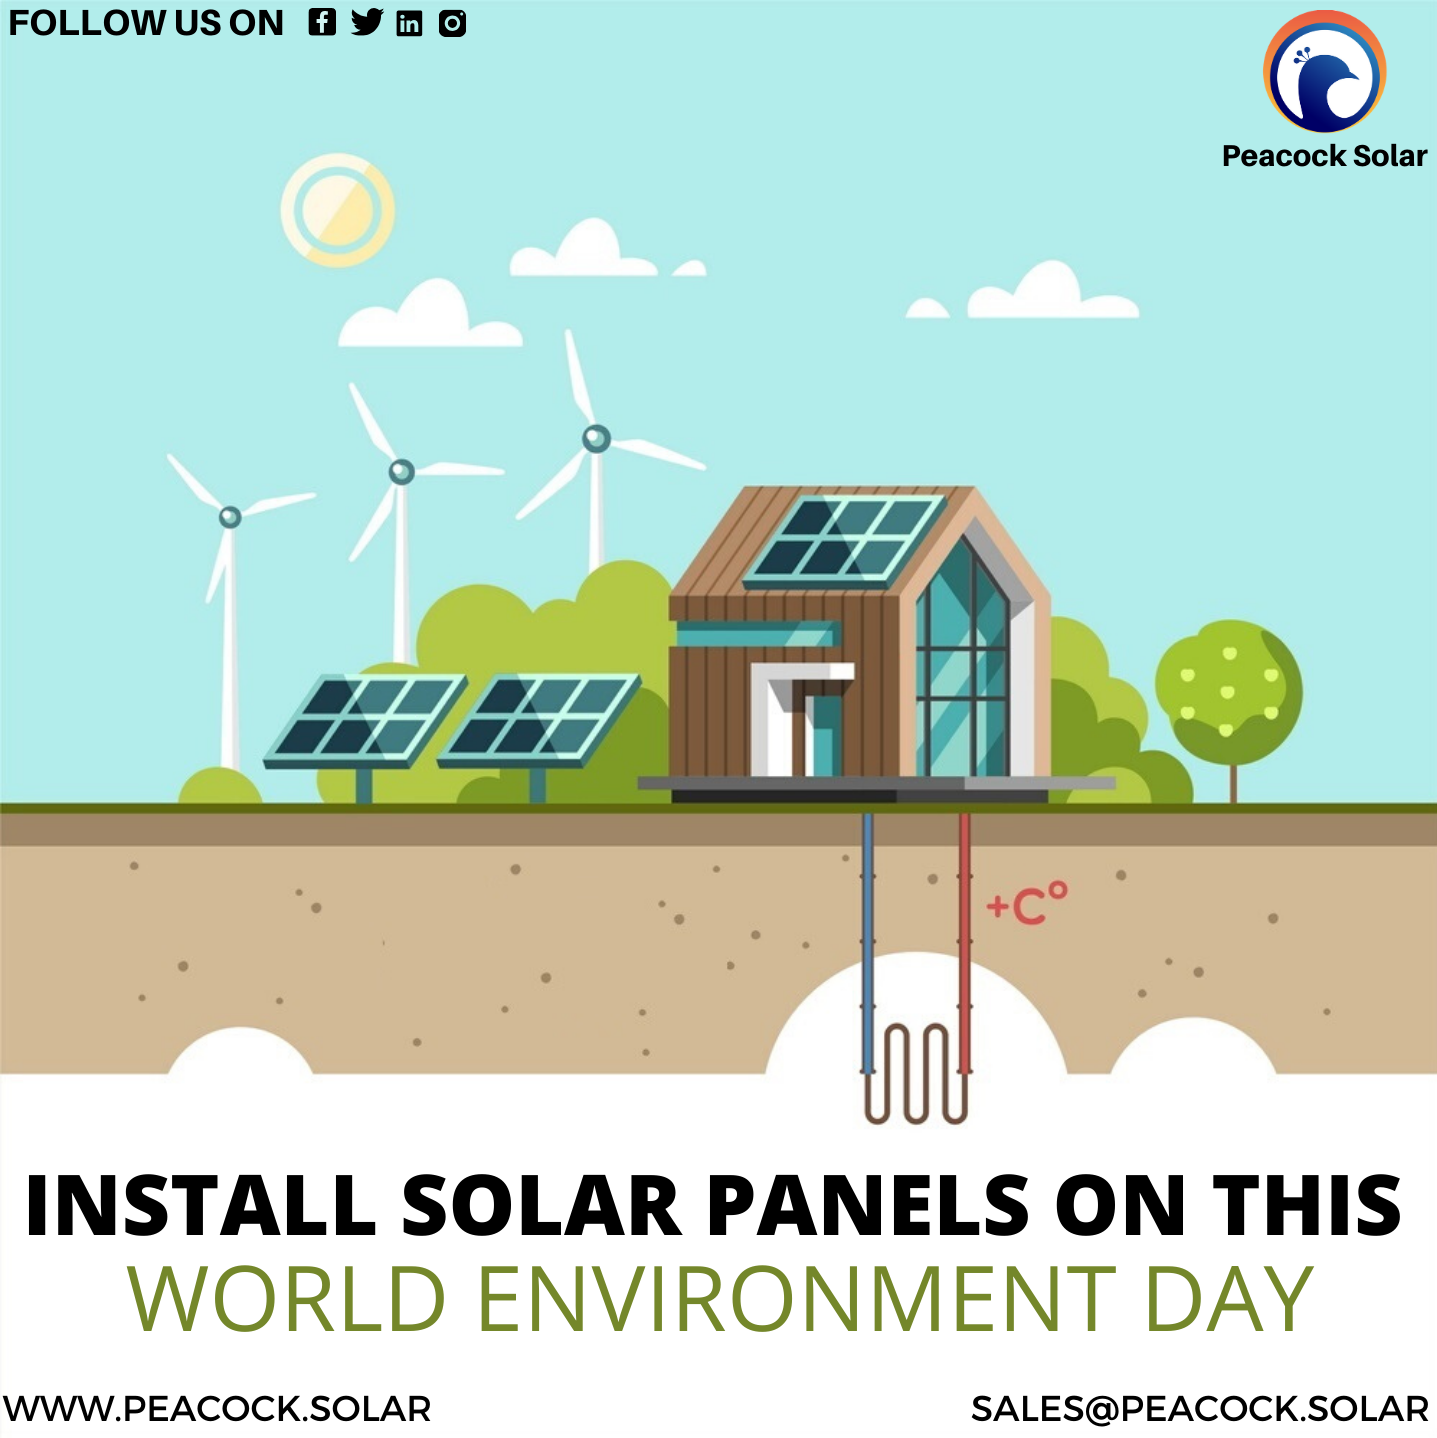 FOLLOW US ON
Peacock Solar
+C°
INSTALL SOLAR PANELS ON THIS
WORLD ENVIRONMENT DAY
WWW.PEACOCK.SOLAR
SALES@PEACOCK.SOLAR